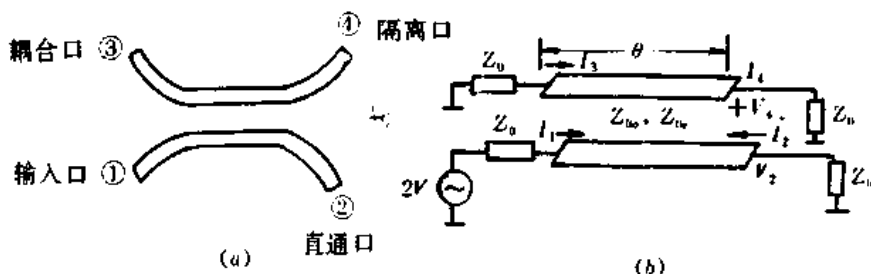 耦合口 ③
④ 隔离口
输入口 ①
②
直通口
(a)
θ
Z₀
I₃
I₄
+ V₄
Z₀
Z₀ₒ, Z₀ₑ
Z₀
I₁
I₂
2V
V₂
Z₀
(b)